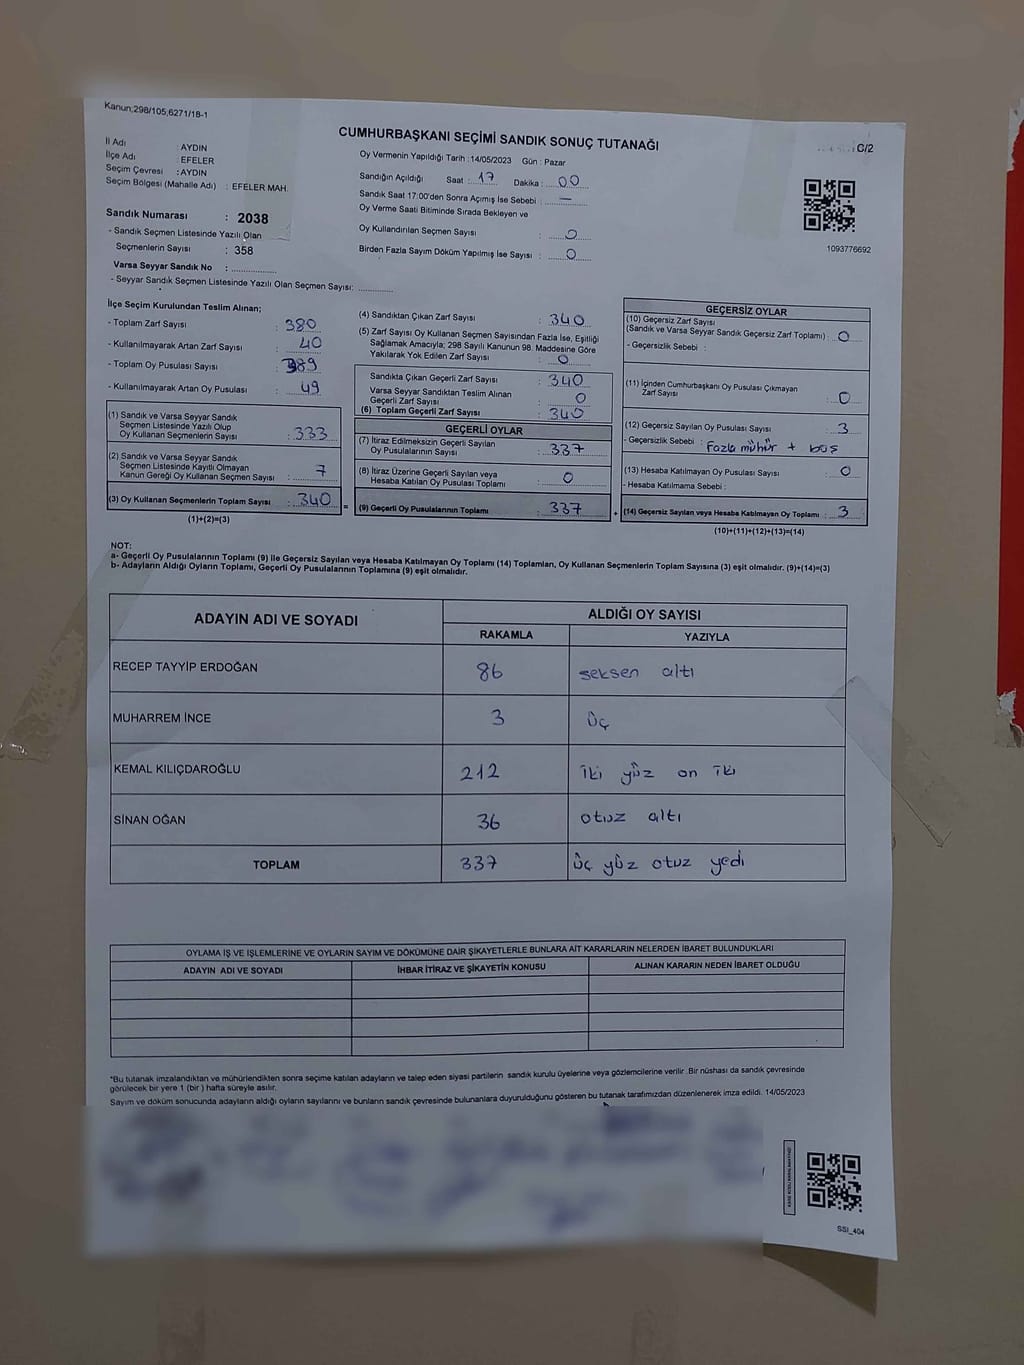 Kanun;298/105,6271/18-1
CUMHURBAŞKANI SEÇİMİ SANDIK SONUÇ TUTANAĞI
C/2
İl Adı : AYDIN
İlçe Adı : EFELER
Seçim Çevresi : AYDIN
Seçim Bölgesi (Mahalle Adı) : EFELER MAH.
Sandık Numarası : 2038
- Sandık Seçmen Listesinde Yazılı Olan
Seçmenlerin Sayısı : 358
Varsa Seyyar Sandık No :
- Seyyar Sandık Seçmen Listesinde Yazılı Olan Seçmen Sayısı:
Oy Vermenin Yapıldığı Tarih :14/05/2023 Gün : Pazar
Sandığın Açıldığı Saat : 17 Dakika : 00
Sandık Saat 17:00'den Sonra Açımış İse Sebebi : —
Oy Verme Saati Bitiminde Sırada Bekleyen ve
Oy Kullandırılan Seçmen Sayısı : 0
Birden Fazla Sayım Döküm Yapılmış İse Sayısı : 0
1093776692
İlçe Seçim Kurulundan Teslim Alınan;
- Toplam Zarf Sayısı : 380
- Kullanılmayarak Artan Zarf Sayısı : 40
- Toplam Oy Pusulası Sayısı : 389
- Kullanılmayarak Artan Oy Pusulası : 49
(1) Sandık ve Varsa Seyyar Sandık
Seçmen Listesinde Yazılı Olup
Oy Kullanan Seçmenlerin Sayısı : 333
(2) Sandık ve Varsa Seyyar Sandık
Seçmen Listesinde Kayıtlı Olmayan
Kanun Gereği Oy Kullanan Seçmen Sayısı : 7
(3) Oy Kullanan Seçmenlerin Toplam Sayısı : 340
(1)+(2)=(3)
(4) Sandıktan Çıkan Zarf Sayısı : 340
(5) Zarf Sayısı Oy Kullanan Seçmen Sayısından Fazla İse, Eşitliği
Sağlamak Amacıyla; 298 Sayılı Kanunun 98. Maddesine Göre
Yakılarak Yok Edilen Zarf Sayısı : 0
Sandıkta Çıkan Geçerli Zarf Sayısı : 340
Varsa Seyyar Sandıktan Teslim Alınan
Geçerli Zarf Sayısı : 0
(6) Toplam Geçerli Zarf Sayısı : 340
GEÇERLİ OYLAR
(7) İtiraz Edilmeksizin Geçerli Sayılan
Oy Pusulalarının Sayısı : 337
(8) İtiraz Üzerine Geçerli Sayılan veya
Hesaba Katılan Oy Pusulası Toplamı : 0
= (9) Geçerli Oy Pusulalarının Toplamı : 337 +
GEÇERSİZ OYLAR
(10) Geçersiz Zarf Sayısı
(Sandık ve Varsa Seyyar Sandık Geçersiz Zarf Toplamı) : 0
- Geçersizlik Sebebi :
(11) İçinden Cumhurbaşkanı Oy Pusulası Çıkmayan
Zarf Sayısı : 0
(12) Geçersiz Sayılan Oy Pusulası Sayısı : 3
- Geçersizlik Sebebi : Fazla mühür + boş
(13) Hesaba Katılmayan Oy Pusulası Sayısı : 0
- Hesaba Katılmama Sebebi :
(14) Geçersiz Sayılan veya Hesaba Katılmayan Oy Toplamı : 3
(10)+(11)+(12)+(13)=(14)
NOT:
a- Geçerli Oy Pusulalarının Toplamı (9) ile Geçersiz Sayılan veya Hesaba Katılmayan Oy Toplamı (14) Toplamları, Oy Kullanan Seçmenlerin Toplam Sayısına (3) eşit olmalıdır. (9)+(14)=(3)
b- Adayların Aldığı Oyların Toplamı, Geçerli Oy Pusulalarının Toplamına (9) eşit olmalıdır.
ADAYIN ADI VE SOYADI
ALDIĞI OY SAYISI
RAKAMLA YAZIYLA
RECEP TAYYİP ERDOĞAN 86 seksen altı
MUHARREM İNCE 3 üç
KEMAL KILIÇDAROĞLU 212 iki yüz on iki
SİNAN OĞAN 36 otuz altı
TOPLAM 337 üç yüz otuz yedi
OYLAMA İŞ VE İŞLEMLERİNE VE OYLARIN SAYIM VE DÖKÜMÜNE DAİR ŞİKAYETLERLE BUNLARA AİT KARARLARIN NELERDEN İBARET BULUNDUKLARI
ADAYIN ADI VE SOYADI İHBAR İTİRAZ VE ŞİKAYETİN KONUSU ALINAN KARARIN NEDEN İBARET OLDUĞU
*Bu tutanak imzalandıktan ve mühürlendikten sonra seçime katılan adayların ve talep eden siyasi partilerin sandık kurulu üyelerine veya gözlemcilerine verilir .Bir nüshası da sandık çevresinde
görülecek bir yere 1 (bir ) hafta süreyle asılır.
Sayım ve döküm sonucunda adayların aldığı oyların sayılarını ve bunların sandık çevresinde bulunanlara duyurulduğunu gösteren bu tutanak tarafımızdan düzenlenerek imza edildi. 14/05/2023
SSI_404